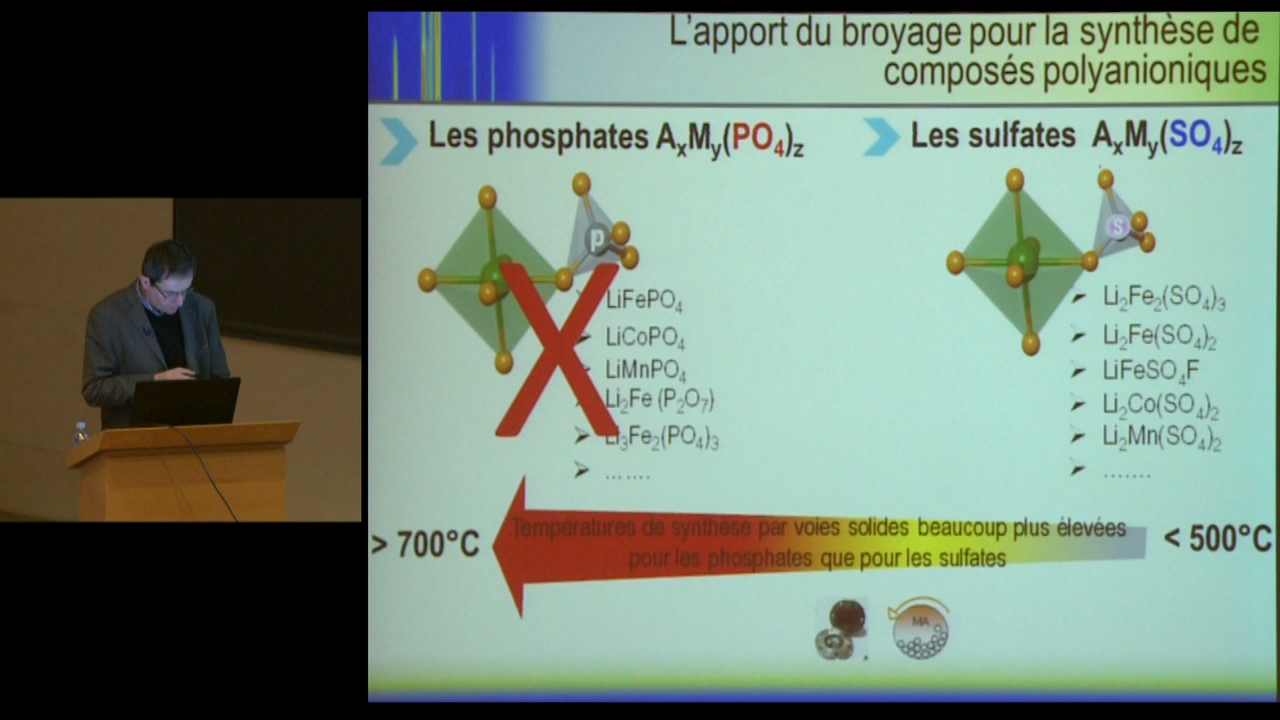 L'apport du broyage pour la synthèse de
composés polyanioniques
Les phosphates AₓMᵧ(PO₄)z
Les sulfates AₓMᵧ(SO₄)z
P
S
LiFePO₄
LiCoPO₄
LiMnPO₄
Li₂Fe (P₂O₇)
Li₃Fe₂(PO₄)₃
.......
Li₂Fe₂(SO₄)₃
Li₂Fe(SO₄)₂
LiFeSO₄F
Li₂Co(SO₄)₂
Li₂Mn(SO₄)₂
.......
> 700°C
Températures de synthèse par voies solides beaucoup plus élevées
pour les phosphates que pour les sulfates
< 500°C
MA